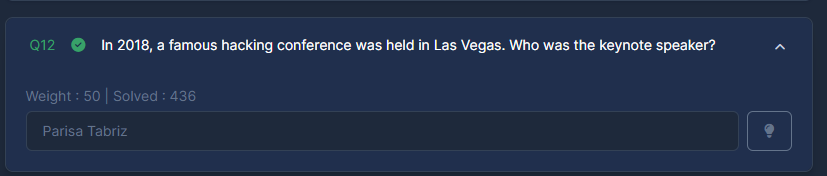 Q12 In 2018, a famous hacking conference was held in Las Vegas. Who was the keynote speaker?
Weight : 50 | Solved : 436
Parisa Tabriz